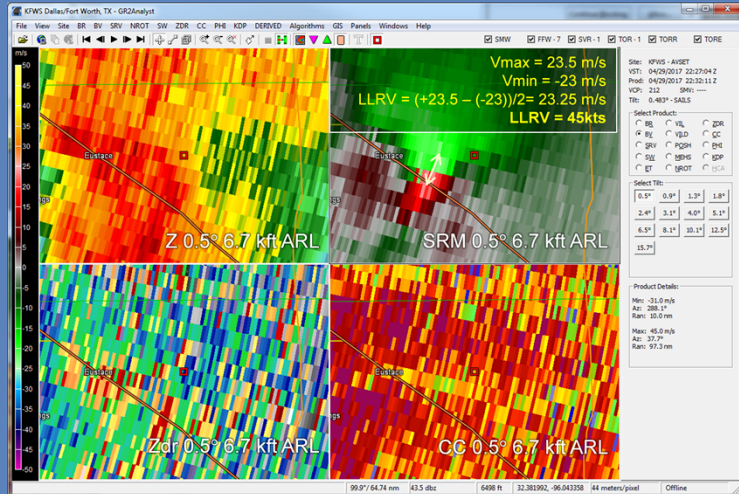 KFWS Dallas/Fort Worth, TX - GR2Analyst
File View Site BR BV SRV NROT SW ZDR CC PHI KDP DERIVED Algorithms GIS Panels Windows Help
SMW FFW - 7 SVR - 1 TOR - 1 TORR TORE
m/s
50
45
40
35
30
25
20
15
10
5
0
-5
-10
-15
-20
-25
-30
-35
-40
-45
-50
Eustace
gs
Z 0.5° 6.7 kft ARL
Vmax = 23.5 m/s
Vmin = -23 m/s
LLRV = (+23.5 – (-23))/2= 23.25 m/s
LLRV = 45kts
Eustace
gs
SRM 0.5° 6.7 kft ARL
Eustace
ngs
Zdr 0.5° 6.7 kft ARL
Eustace
gs
CC 0.5° 6.7 kft ARL
Site: KFWS - AVSET
VST: 04/29/2017 22:27:04 Z
Prod: 04/29/2017 22:32:11 Z
VCP: 212 SMV: ----
Tilt: 0.483° - SAILS
Select Product:
BR VIL ZDR
BV VILD CC
SRV POSH PHI
SW MEHS KDP
ET NROT HCA
Select Tilt:
0.5° 0.9° 1.3° 1.8°
2.4° 3.1° 4.0° 5.1°
6.5° 8.1° 10.1° 12.5°
15.7°
Product Details:
Min: -31.0 m/s
Az: 288.1°
Ran: 10.0 nm
Max: 45.0 m/s
Az: 37.7°
Ran: 97.3 nm
99.9°/ 64.74 nm 43.5 dbz 6498 ft 32.381992, -96.043358 44 meters/pixel Offline